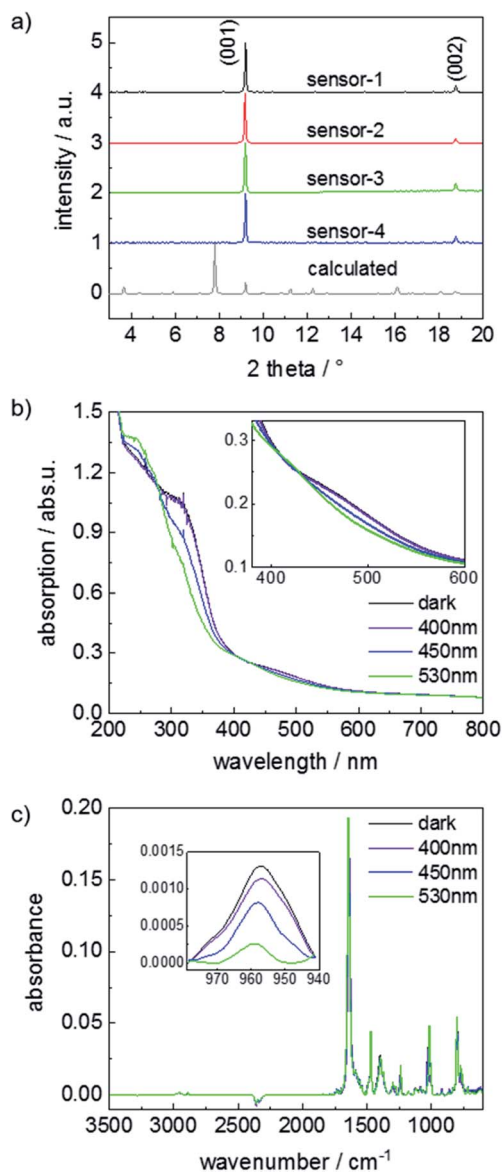 a)
5
4
3
2
1
0
intensity / a.u.
(001)
(002)
sensor-1
sensor-2
sensor-3
sensor-4
calculated
4 6 8 10 12 14 16 18 20
2 theta / °
b)
1.5
1.2
0.9
0.6
0.3
0.0
absorption / abs.u.
0.3
0.2
0.1
400 500 600
dark
400nm
450nm
530nm
200 300 400 500 600 700 800
wavelength / nm
c)
0.20
0.15
0.10
0.05
0.00
absorbance
0.0015
0.0010
0.0005
0.0000
970 960 950 940
dark
400nm
450nm
530nm
3500 3000 2500 2000 1500 1000
wavenumber / cm⁻¹